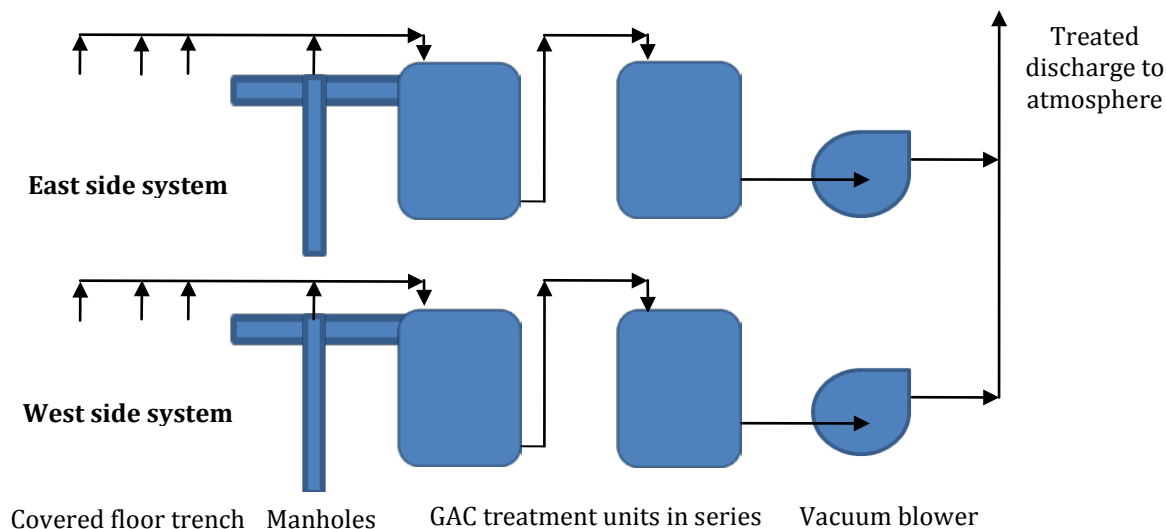 Treated
discharge to
atmosphere
East side system
West side system
Covered floor trench
Manholes
GAC treatment units in series
Vacuum blower